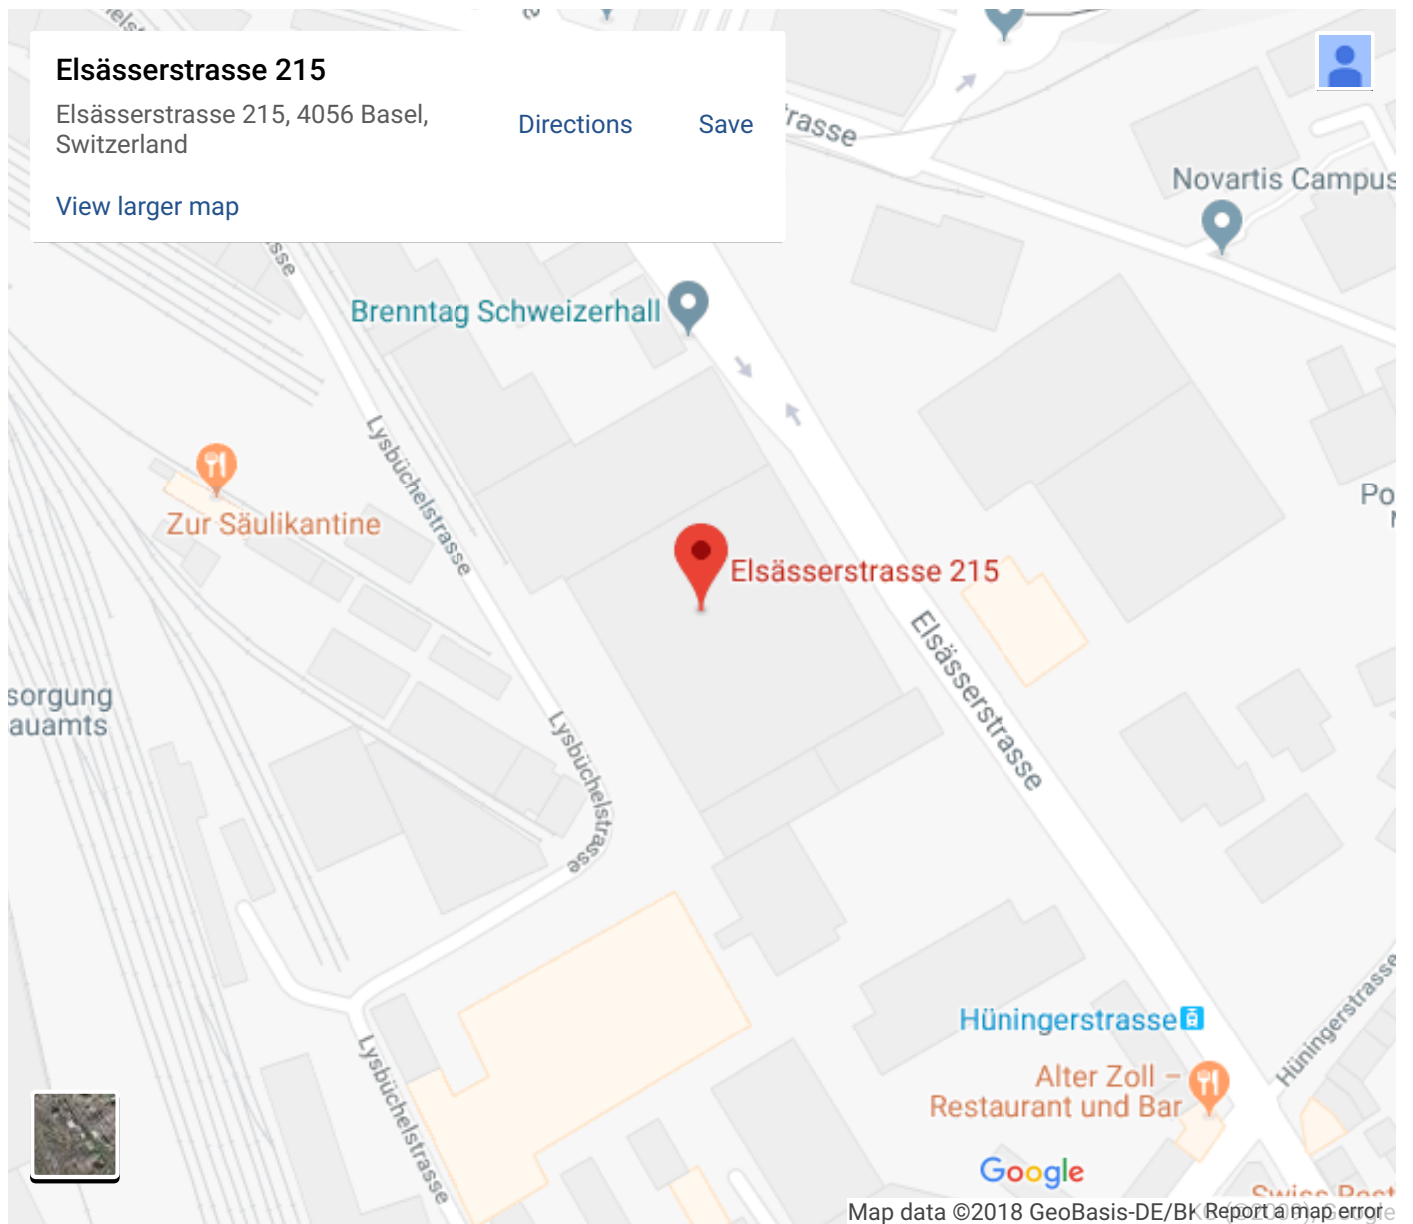 Elsässerstrasse 215
Elsässerstrasse 215, 4056 Basel,
Switzerland
Directions
Save
View larger map
rasse
Novartis Campus
Brenntag Schweizerhall
Lysbüchelstrasse
Zur Säulikantine
Elsässerstrasse 215
Elsässerstrasse
sorgung
auamts
Lysbüchelstrasse
Hüningerstrasse
Hüningerstrasse
Alter Zoll –
Restaurant und Bar
Lysbüchelstrasse
Google
Map data ©2018 GeoBasis-DE/BK
Report a map error